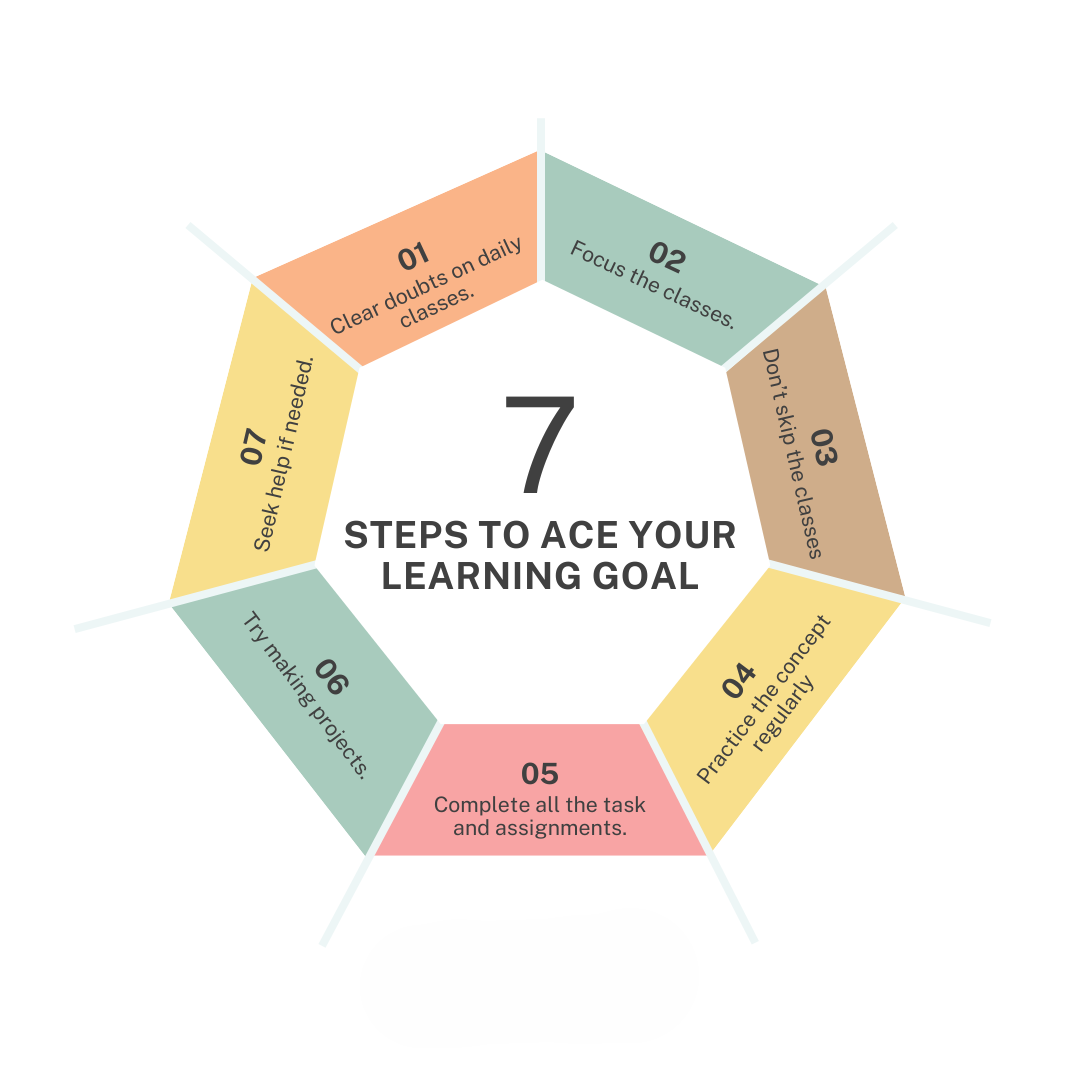 7
STEPS TO ACE YOUR
LEARNING GOAL
01
Clear doubts on daily
classes.
02
Focus the classes.
03
Don't skip the classes
04
Practice the concept
regularly
05
Complete all the task
and assignments.
06
Try making projects.
07
Seek help if needed.